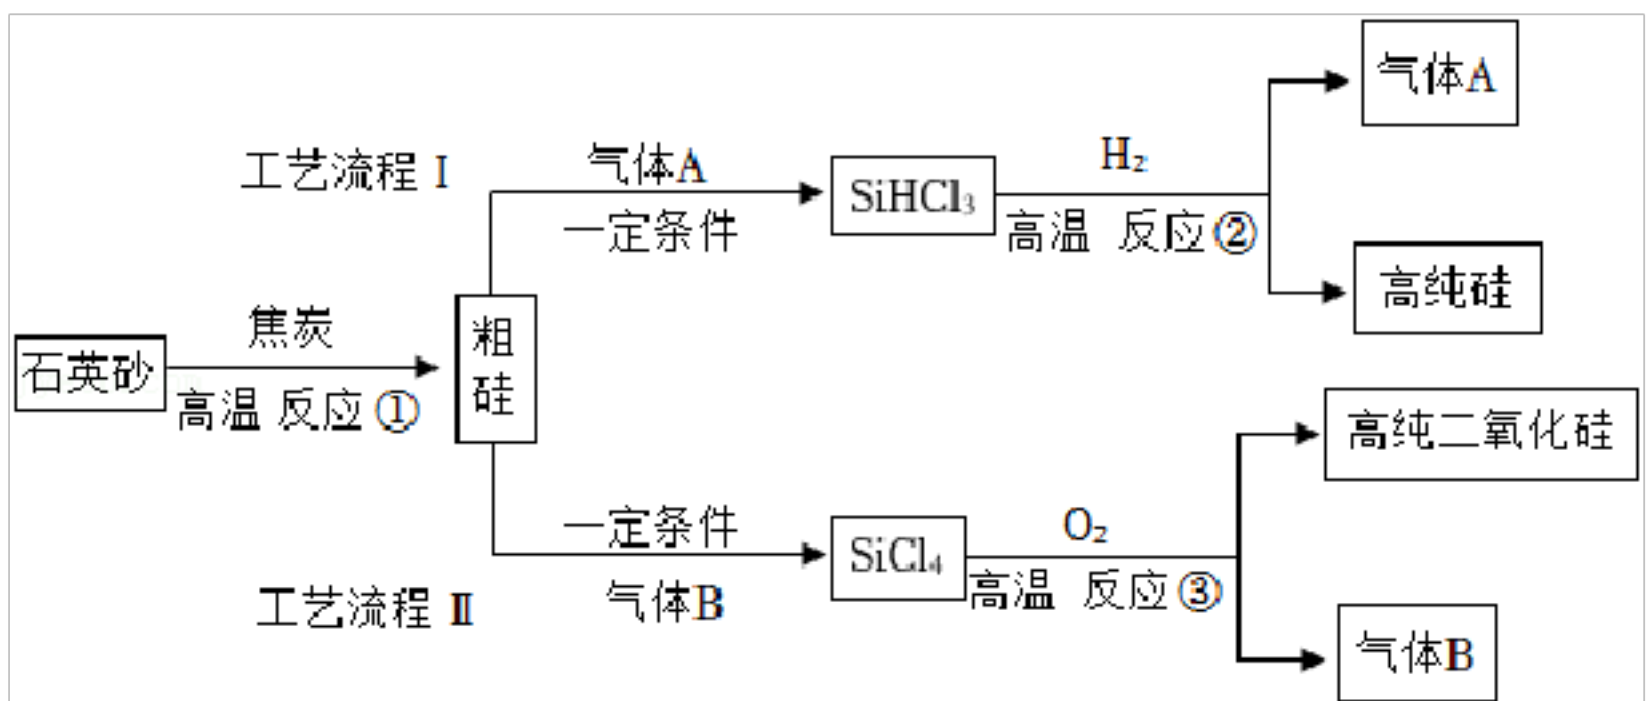 气体A
工艺流程 Ⅰ
气体A
一定条件
SiHCl₃
H₂
高温 反应②
高纯硅
石英砂
焦炭
高温 反应①
粗硅
高纯二氧化硅
一定条件
气体B
SiCl₄
O₂
高温 反应③
工艺流程 Ⅱ
气体B